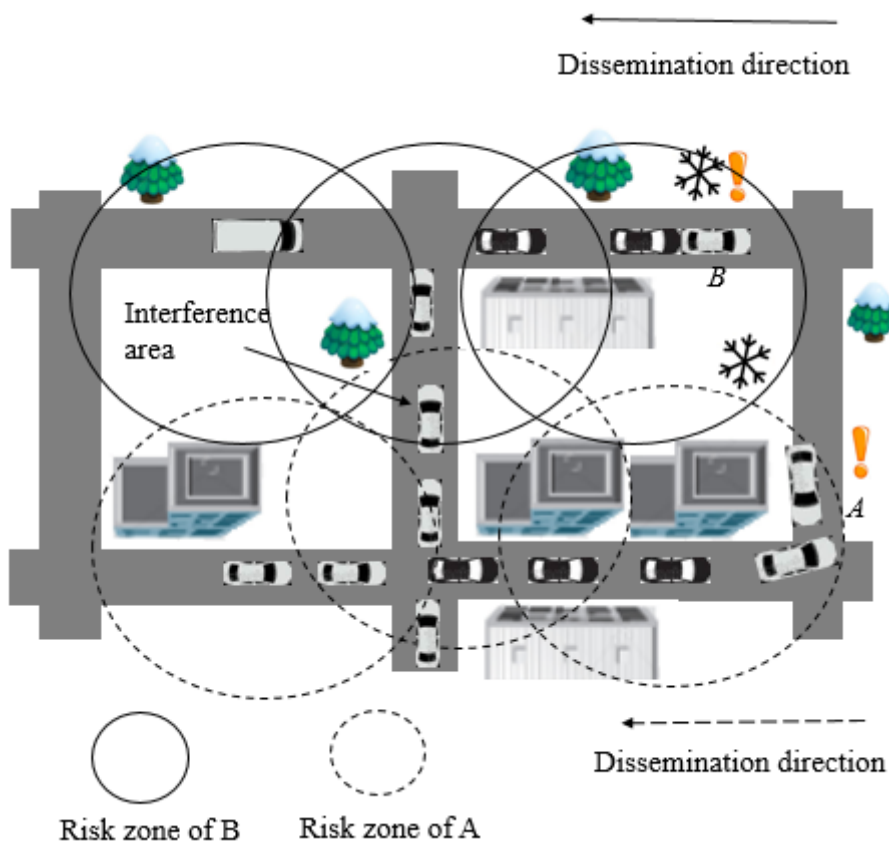 Dissemination direction
B
Interference
area
A
Dissemination direction
Risk zone of B
Risk zone of A